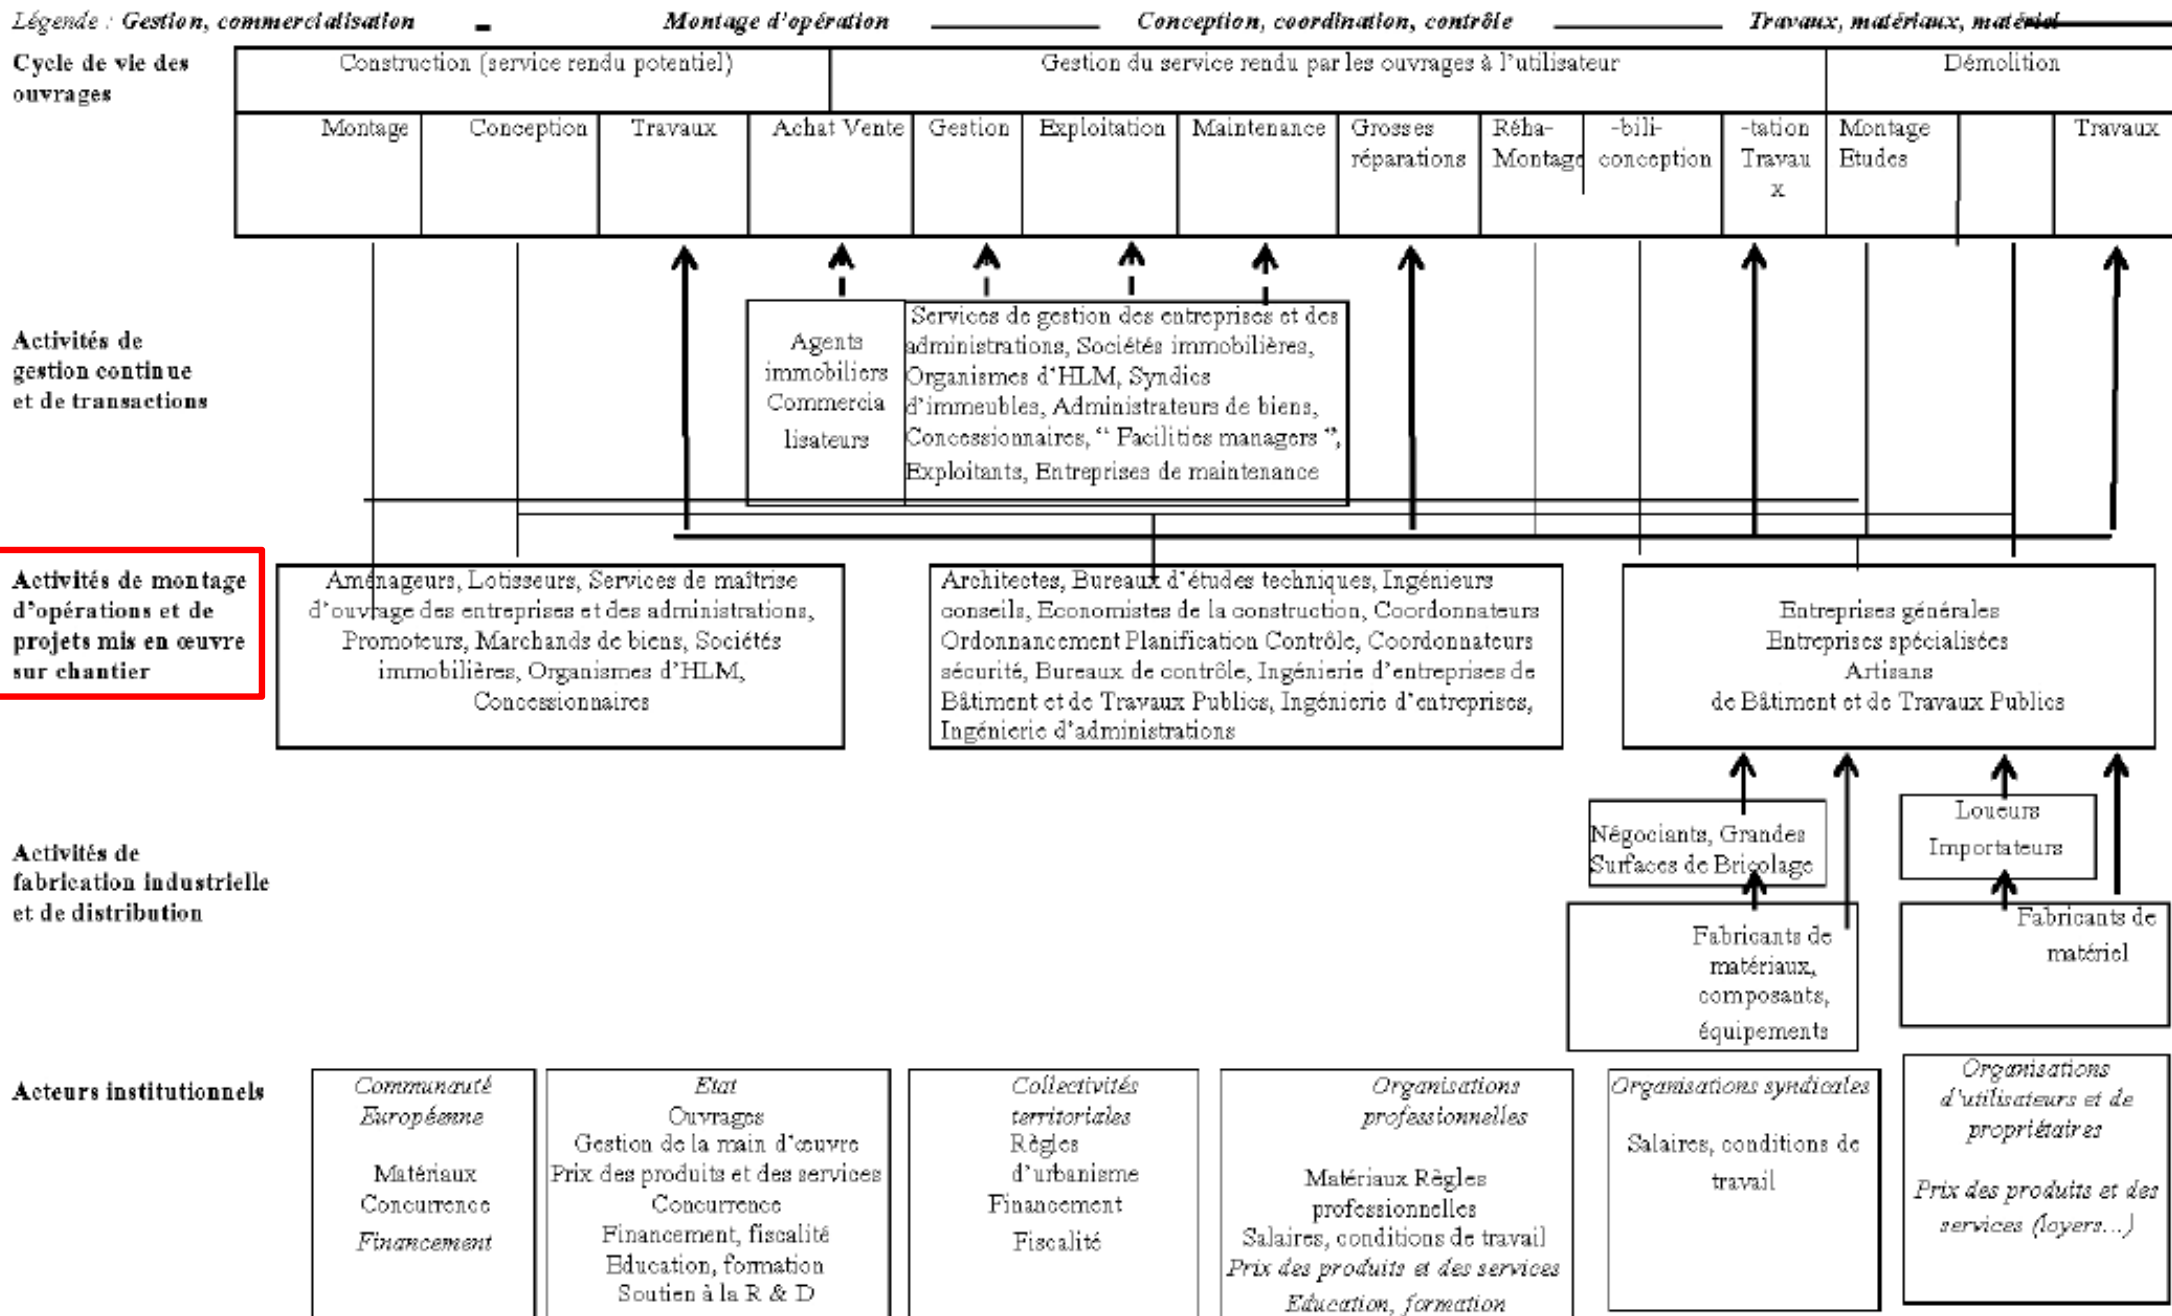 Légende : Gestion, commercialisation - Montage d'opération Conception, coordination, contrôle Travaux, matériaux, matériel
Cycle de vie des
ouvrages
Construction (service rendu potentiel)
Gestion du service rendu par les ouvrages à l'utilisateur
Démolition
Montage
Conception
Travaux
Achat Vente
Gestion
Exploitation
Maintenance
Grosses
réparations
Réha-
Montage
-bili-
conception
-tation
Travau
x
Montage
Etudes
Travaux
Activités de
gestion continue
et de transactions
Agents
immobiliers
Commercia
lisateurs
Services de gestion des entreprises et des
administrations, Sociétés immobilières,
Organismes d'HLM, Syndics
d'immeubles, Administrateurs de biens,
Concessionnaires, “ Facilities managers ”,
Exploitants, Entreprises de maintenance
Activités de montage
d'opérations et de
projets mis en œuvre
sur chantier
Aménageurs, Lotisseurs, Services de maîtrise
d'ouvrage des entreprises et des administrations,
Promoteurs, Marchands de biens, Sociétés
immobilières, Organismes d'HLM,
Concessionnaires
Architectes, Bureaux d'études techniques, Ingénieurs
conseils, Economistes de la construction, Coordonnateurs
Ordonnancement Planification Contrôle, Coordonnateurs
sécurité, Bureaux de contrôle, Ingénierie d'entreprises de
Bâtiment et de Travaux Publics, Ingénierie d'entreprises,
Ingénierie d'administrations
Entreprises générales
Entreprises spécialisées
Artisans
de Bâtiment et de Travaux Publics
Activités de
fabrication industrielle
et de distribution
Négociants, Grandes
Surfaces de Bricolage
Loueurs
Importateurs
Fabricants de
matériaux,
composants,
équipements
Fabricants de
matériel
Acteurs institutionnels
Communauté
Européenne
Matériaux
Concurrence
Financement
Etat
Ouvrages
Gestion de la main d'œuvre
Prix des produits et des services
Concurrence
Financement, fiscalité
Education, formation
Soutien à la R & D
Collectivités
territoriales
Règles
d'urbanisme
Financement
Fiscalité
Organisations
professionnelles
Matériaux Règles
professionnelles
Salaires, conditions de travail
Prix des produits et des services
Education, formation
Organisations syndicales
Salaires, conditions de
travail
Organisations
d'utilisateurs et de
propriétaires
Prix des produits et des
services (loyers...)